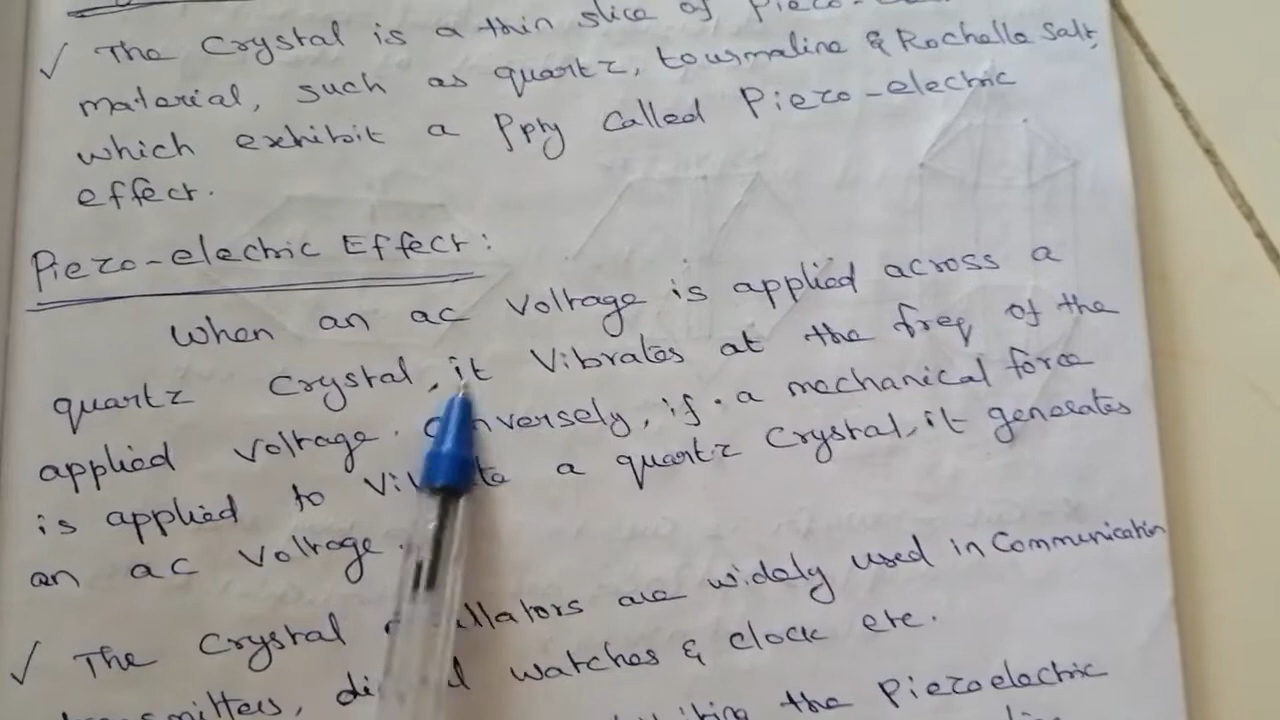 ✓ The Crystal is a thin slice of Piezo-
material, such as quartz, tourmaline & Rochelle Salt,
which exhibit a Ppty Called Piezo-electric
effect.
Piezo-electric Effect:
When an ac Voltage is applied across a
quartz Crystal, it Vibrates at the freq of the
applied Voltage. Conversely, if a mechanical force
is applied to a quartz Crystal, it generates
an ac Voltage.
✓ The Crystal are widely used in Communication
watches & clock etc.
the Piezoelectric